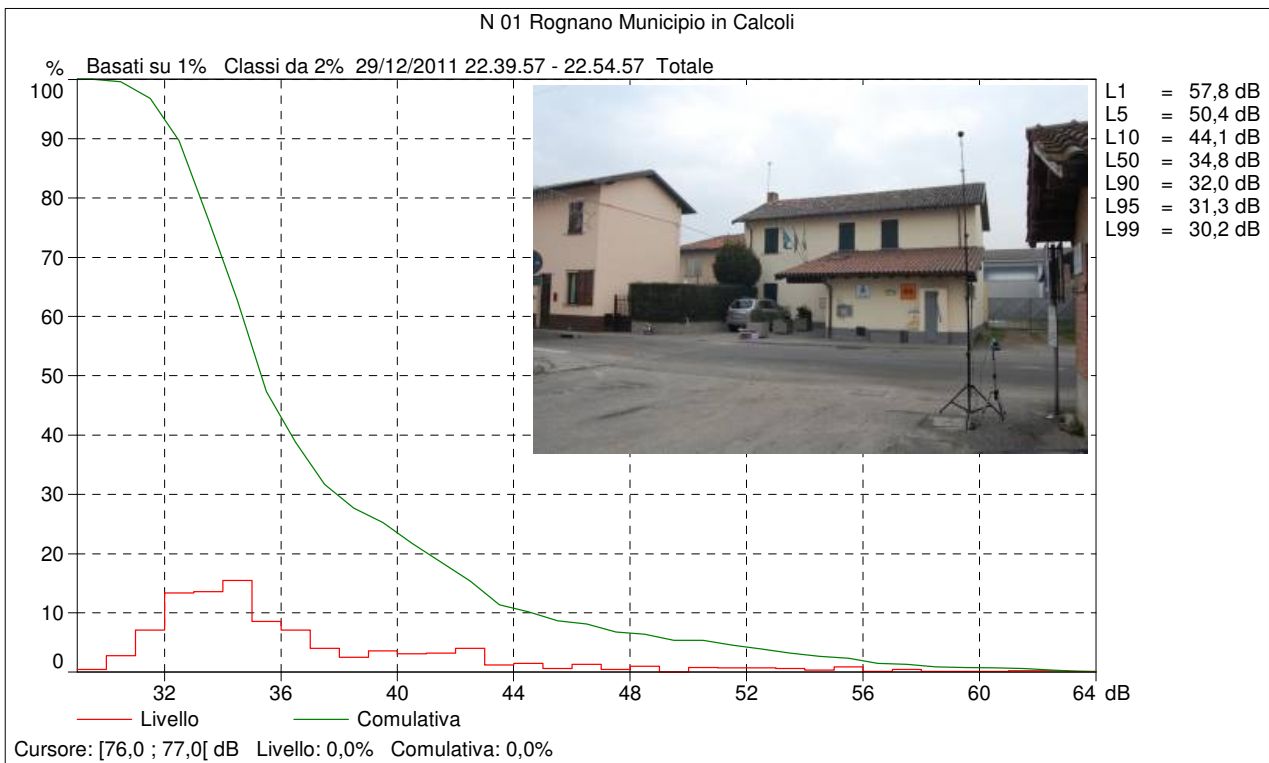 N 01 Rognano Municipio in Calcoli
% Basati su 1% Classi da 2% 29/12/2011 22.39.57 - 22.54.57 Totale
100
90
80
70
60
50
40
30
20
10
0
32 36 40 44 48 52 56 60 64 dB
L1 = 57,8 dB
L5 = 50,4 dB
L10 = 44,1 dB
L50 = 34,8 dB
L90 = 32,0 dB
L95 = 31,3 dB
L99 = 30,2 dB
Livello Comulativa
Cursore: [76,0 ; 77,0[ dB Livello: 0,0% Comulativa: 0,0%